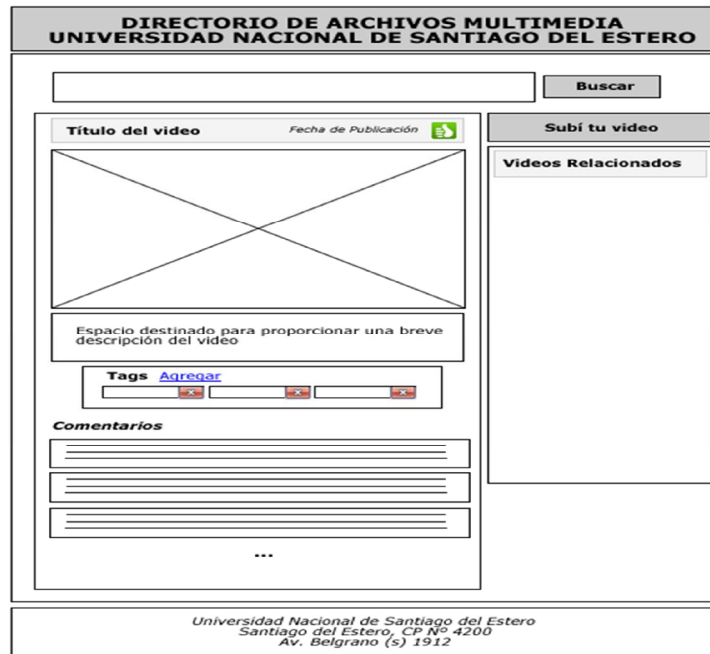 DIRECTORIO DE ARCHIVOS MULTIMEDIA
UNIVERSIDAD NACIONAL DE SANTIAGO DEL ESTERO
Buscar
Título del video
Fecha de Publicación
Subí tu video
Videos Relacionados
Espacio destinado para proporcionar una breve
descripción del video
Tags Agregar
Comentarios
...
Universidad Nacional de Santiago del Estero
Santiago del Estero, CP Nº 4200
Av. Belgrano (s) 1912